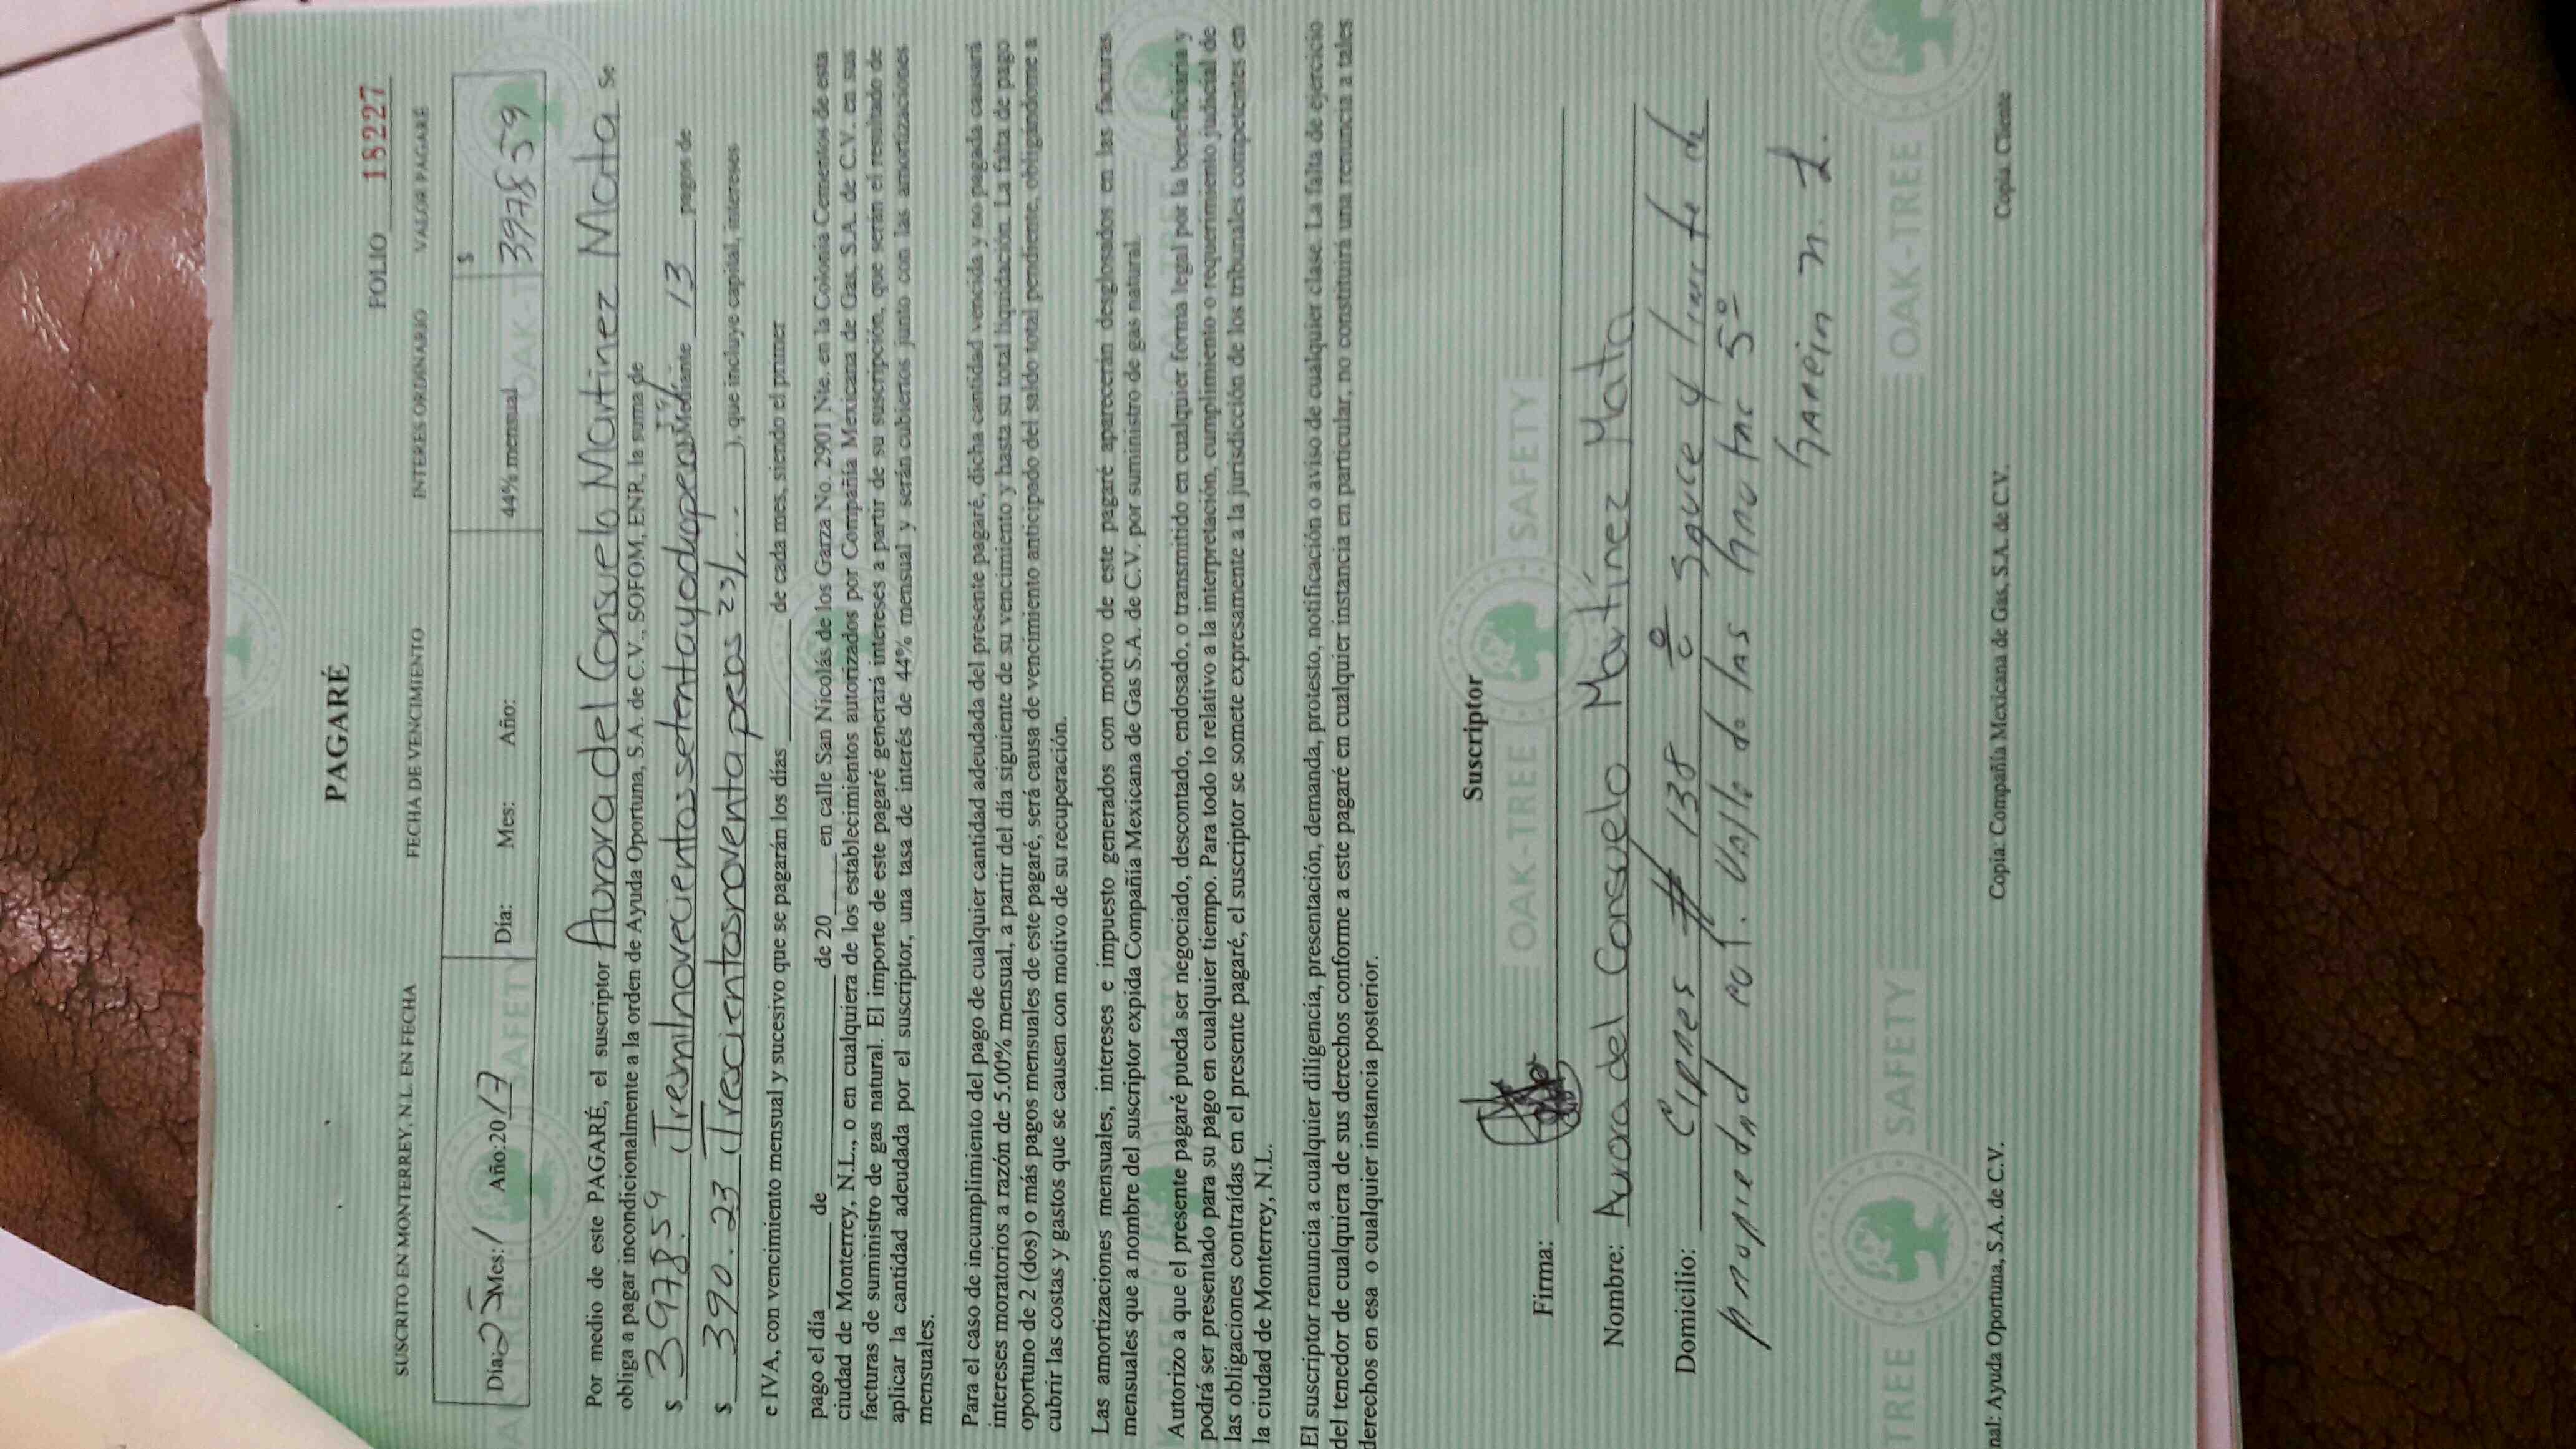 PAGARÉ
FOLIO 18227
SUSCRITO EN MONTERREY, N.L. EN FECHA FECHA DE VENCIMIENTO INTERES ORDINARIO VALOR PAGARÉ
Día: 25 Mes: 1 Año:2017 Día: Mes: Año: 44% mensual $ 3978.59
Por medio de este PAGARÉ, el suscriptor Aurora del Consuelo Martinez Mata se
obliga a pagar incondicionalmente a la orden de Ayuda Oportuna, S.A. de C.V., SOFOM, ENR, la suma de
$ 3978.59 (Tresmilnovecientossetentayocho Mediante 13 pagos de
$ 390.23 (Trescientosnoventa pesos 23/... ), que incluye capital, intereses
e IVA, con vencimiento mensual y sucesivo que se pagarán los días de cada mes, siendo el primer
pago el día de de 20 en calle San Nicolás de los Garza No. 2901 Nte. en la Colonia Cementos de esta
ciudad de Monterrey, N.L., o en cualquiera de los establecimientos autorizados por Compañía Mexicana de Gas, S.A. de C.V. en sus
facturas de suministro de gas natural. El importe de este pagaré generará intereses a partir de su suscripción, que serán el resultado de
aplicar la cantidad adeudada por el suscriptor, una tasa de interés de 44% mensual y serán cubiertos junto con las amortizaciones
mensuales.
Para el caso de incumplimiento del pago de cualquier cantidad adeudada del presente pagaré, dicha cantidad vencida y no pagada causará
intereses moratorios a razón de 5.00% mensual, a partir del día siguiente de su vencimiento y hasta su total liquidación. La falta de pago
oportuno de 2 (dos) o más pagos mensuales de este pagaré, será causa de vencimiento anticipado del saldo total pendiente, obligándome a
cubrir las costas y gastos que se causen con motivo de su recuperación.
Las amortizaciones mensuales, intereses e impuesto generados con motivo de este pagaré aparecerán desglosados en las facturas
mensuales que a nombre del suscriptor expida Compañía Mexicana de Gas S.A. de C.V. por suministro de gas natural.
Autorizo a que el presente pagaré pueda ser negociado, descontado, endosado, o transmitido en cualquier forma legal por la beneficiaria y
podrá ser presentado para su pago en cualquier tiempo. Para todo lo relativo a la interpretación, cumplimiento o requerimiento judicial de
las obligaciones contraídas en el presente pagaré, el suscriptor se somete expresamente a la jurisdicción de los tribunales competentes en
la ciudad de Monterrey, N.L.
El suscriptor renuncia a cualquier diligencia, presentación, demanda, protesto, notificación o aviso de cualquier clase. La falta de ejercicio
del tenedor de cualquiera de sus derechos conforme a este pagaré en cualquier instancia en particular, no constituirá una renuncia a tales
derechos en esa o cualquier instancia posterior.
Suscriptor
Firma:
Nombre: Aurora del Consuelo Martínez Mata
Domicilio: Cipres # 138 sauce y limite de
propiedad col. Valle de las 5º
Garcia n. L.
nal: Ayuda Oportuna, S.A. de C.V. Copia: Compañía Mexicana de Gas, S.A. de C.V. Copia. Cliente
OAK-TREE SAFETY
OAK-TREE
TREE SAFETY